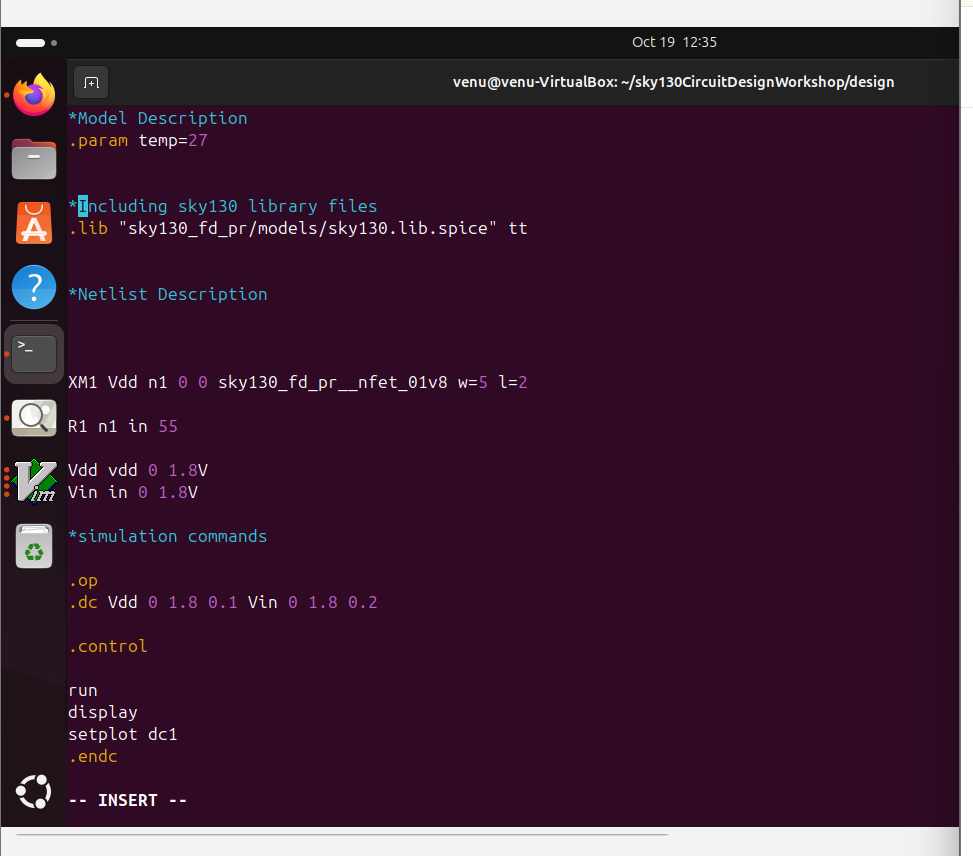 Oct 19 12:35
venu@venu-VirtualBox: ~/sky130CircuitDesignWorkshop/design
*Model Description
.param temp=27
*Including sky130 library files
.lib "sky130_fd_pr/models/sky130.lib.spice" tt
*Netlist Description
XM1 Vdd n1 0 0 sky130_fd_pr__nfet_01v8 w=5 l=2
R1 n1 in 55
Vdd vdd 0 1.8V
Vin in 0 1.8V
*simulation commands
.op
.dc Vdd 0 1.8 0.1 Vin 0 1.8 0.2
.control
run
display
setplot dc1
.endc
-- INSERT --